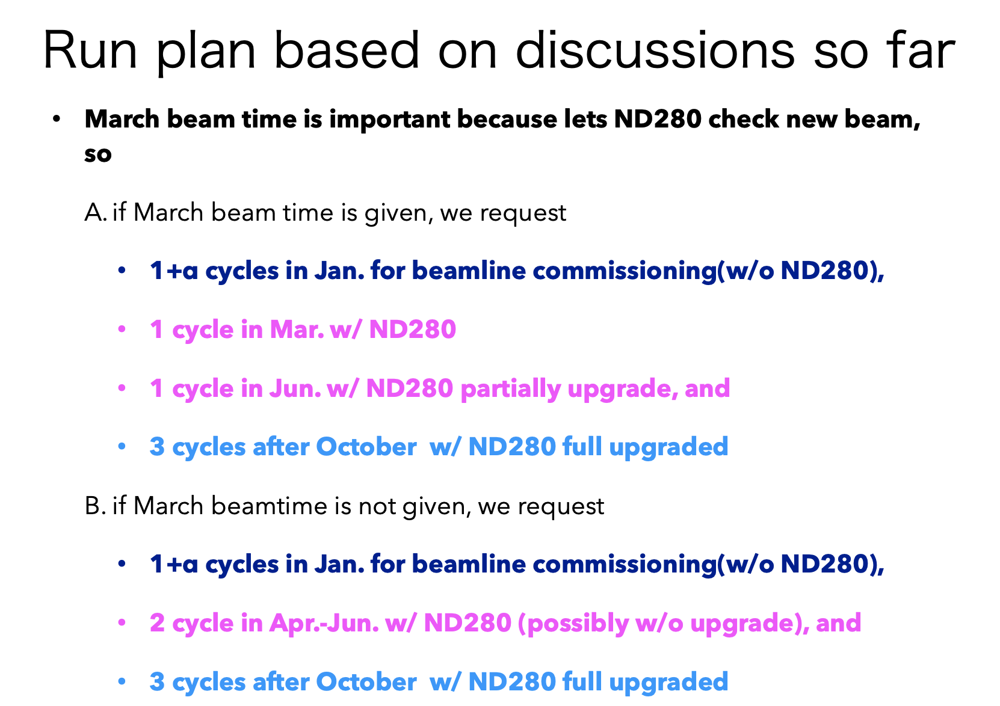 Run plan based on discussions so far
• March beam time is important because lets ND280 check new beam,
so
A. if March beam time is given, we request
• 1+α cycles in Jan. for beamline commissioning(w/o ND280),
• 1 cycle in Mar. w/ ND280
• 1 cycle in Jun. w/ ND280 partially upgrade, and
• 3 cycles after October  w/ ND280 full upgraded
B. if March beamtime is not given, we request
• 1+α cycles in Jan. for beamline commissioning(w/o ND280),
• 2 cycle in Apr.-Jun. w/ ND280 (possibly w/o upgrade), and
• 3 cycles after October  w/ ND280 full upgraded